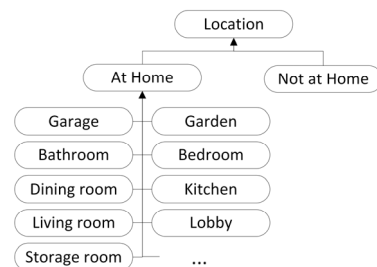 Location
At Home
Not at Home
Garage
Garden
Bathroom
Bedroom
Dining room
Kitchen
Living room
Lobby
Storage room
...